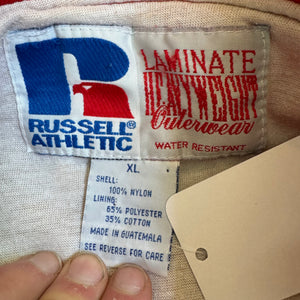 RUSSELL®
ATHLETIC
LAMINATE
HEAVYWEIGHT
Outerwear
WATER RESISTANT
XL
SHELL:
100% NYLON
LINING:
65% POLYESTER
35% COTTON
MADE IN GUATEMALA
SEE REVERSE FOR CARE